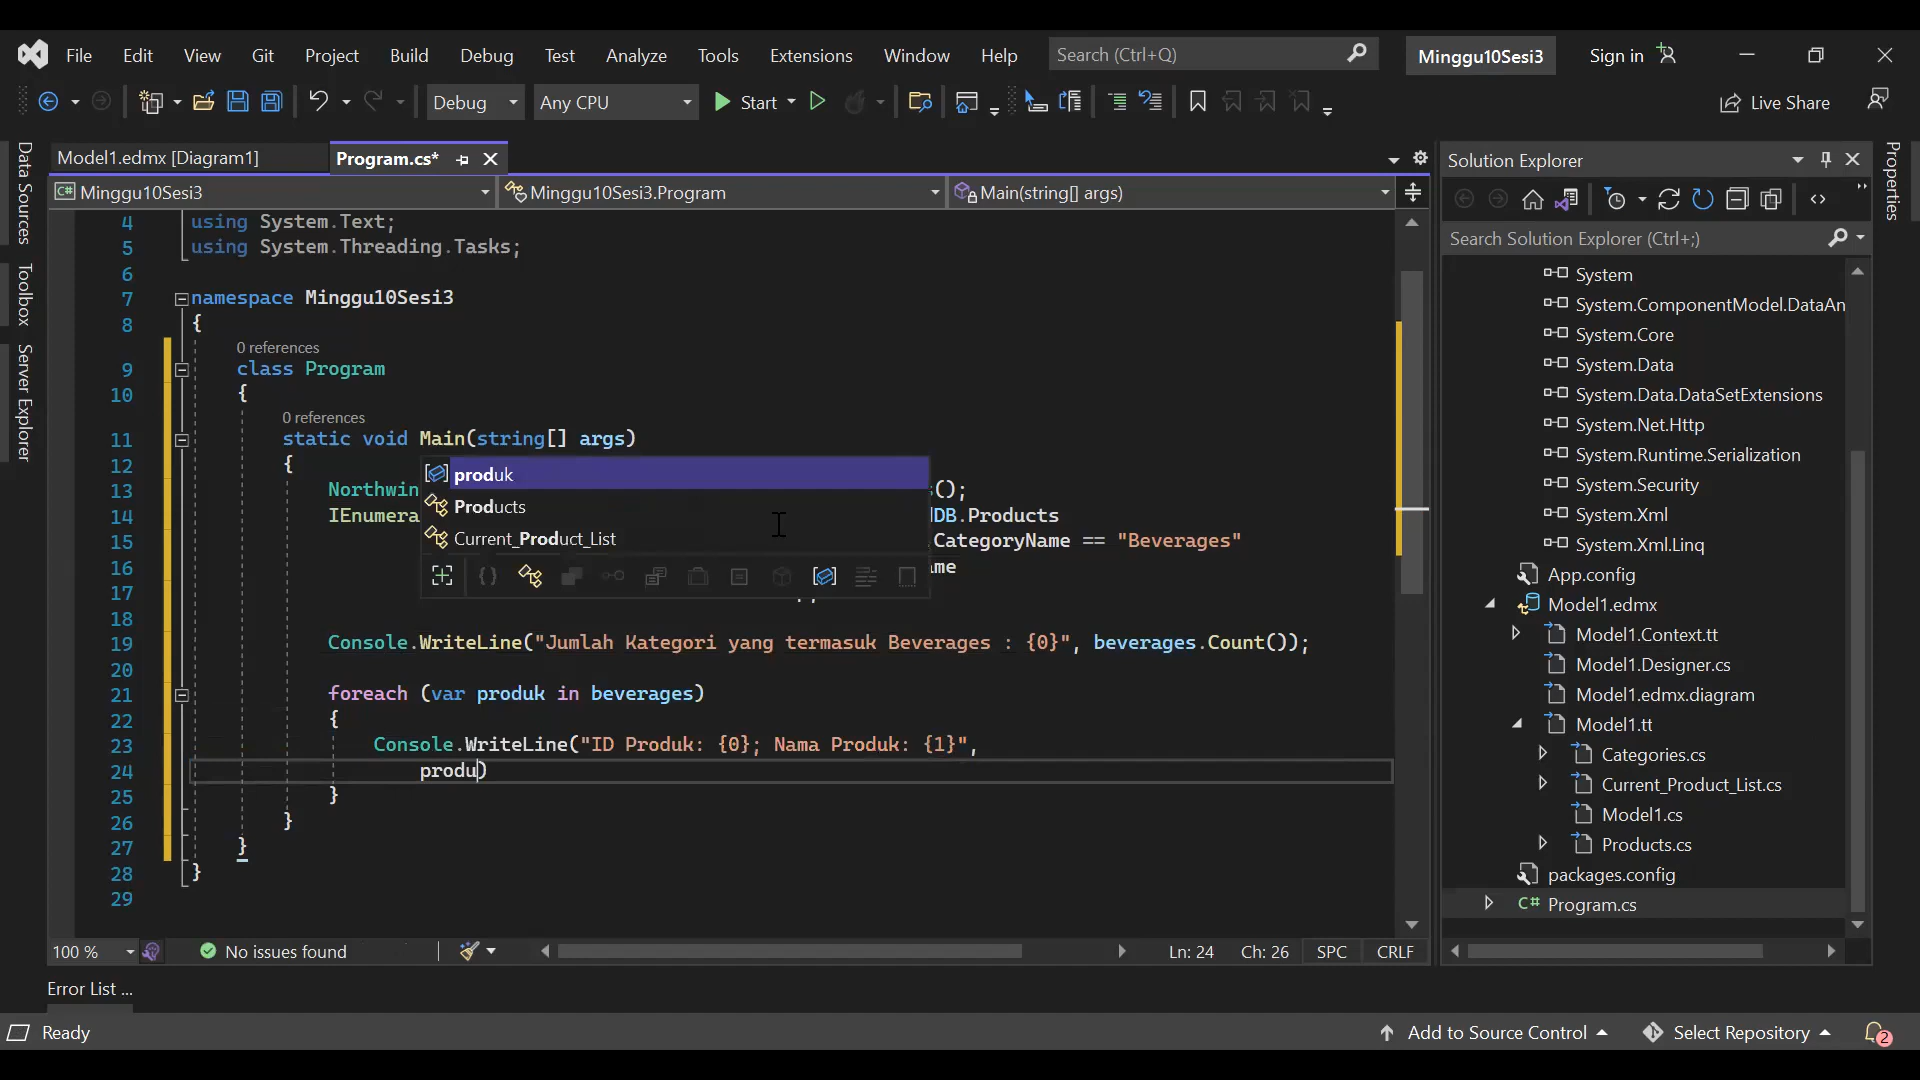 File Edit View Git Project Build Debug Test Analyze Tools Extensions Window Help Search (Ctrl+Q) Minggu10Sesi3 Sign in
Debug Any CPU Start Live Share
Data Sources
Toolbox
Server Explorer
Model1.edmx [Diagram1] Program.cs*
Minggu10Sesi3 Minggu10Sesi3.Program Main(string[] args)
4 using System.Text;
5 using System.Threading.Tasks;
6
7 namespace Minggu10Sesi3
8 {
0 references
9 class Program
10 {
0 references
11 static void Main(string[] args)
12 {
13 Northwin s();
14 IEnumera DB.Products
15 .CategoryName == "Beverages"
16 me
17
18
19 Console.WriteLine("Jumlah Kategori yang termasuk Beverages : {0}", beverages.Count());
20
21 foreach (var produk in beverages)
22 {
23 Console.WriteLine("ID Produk: {0}; Nama Produk: {1}",
24 produ)
25 }
26 }
27 }
28 }
29
produk
Products
Current_Product_List
100 % No issues found Ln: 24 Ch: 26 SPC CRLF
Solution Explorer
Search Solution Explorer (Ctrl+;)
System
System.ComponentModel.DataAn
System.Core
System.Data
System.Data.DataSetExtensions
System.Net.Http
System.Runtime.Serialization
System.Security
System.Xml
System.Xml.Linq
App.config
Model1.edmx
Model1.Context.tt
Model1.Designer.cs
Model1.edmx.diagram
Model1.tt
Categories.cs
Current_Product_List.cs
Model1.cs
Products.cs
packages.config
C# Program.cs
Properties
Error List ...
Ready Add to Source Control Select Repository 2